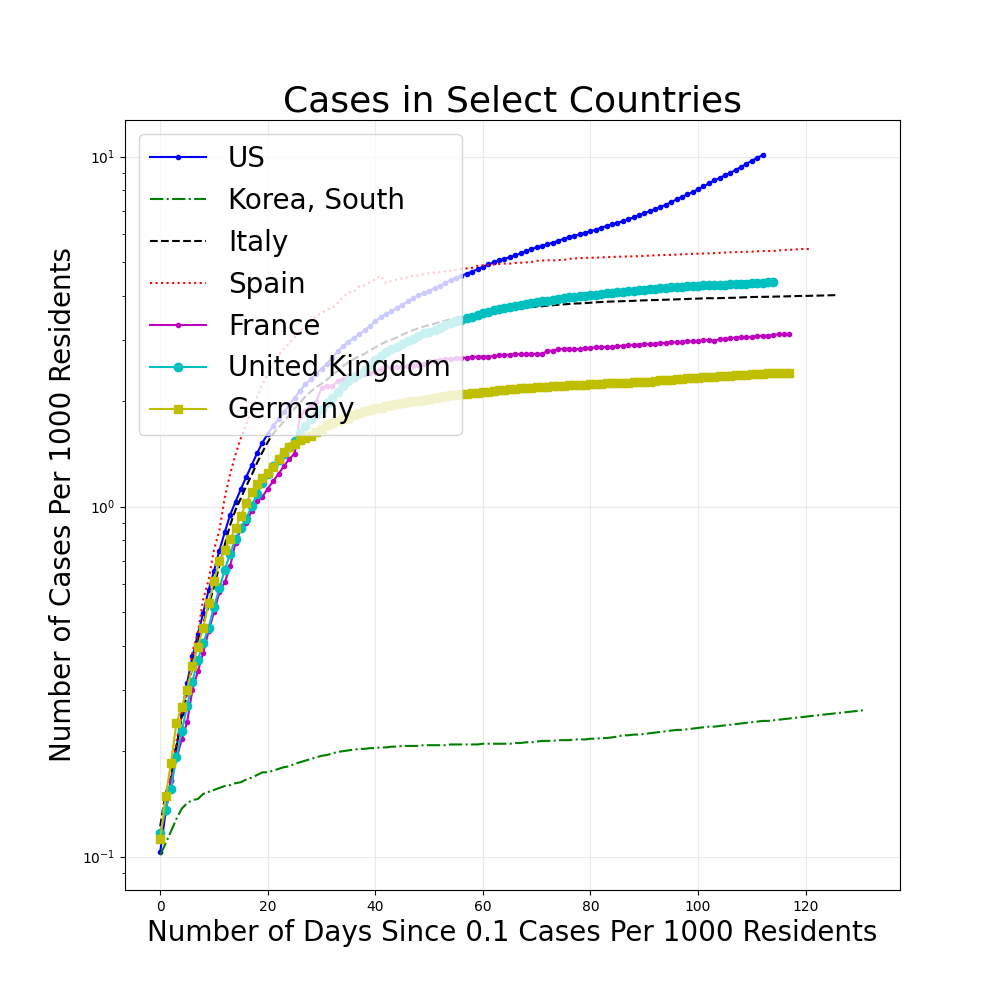 Cases in Select Countries
US
Korea, South
Italy
Spain
France
United Kingdom
Germany
Number of Cases Per 1000 Residents
10¹
10⁰
10⁻¹
0 20 40 60 80 100 120
Number of Days Since 0.1 Cases Per 1000 Residents